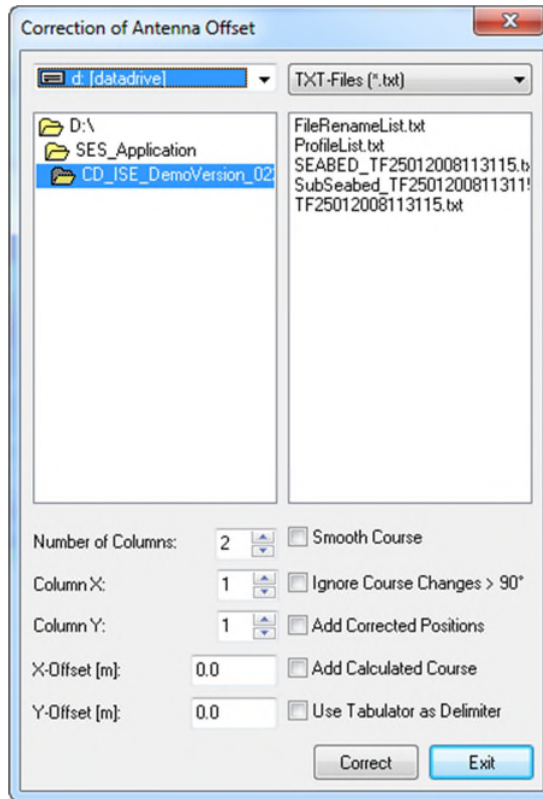 Correction of Antenna Offset
d: [datadrive]
TXT-Files (*.txt)
D:\
SES_Application
CD_ISE_DemoVersion_02
FileRenameList.txt
ProfileList.txt
SEABED_TF25012008113115.t
SubSeabed_TF2501200811311
TF25012008113115.txt
Number of Columns:
2
Smooth Course
Column X:
1
Ignore Course Changes > 90°
Column Y:
1
Add Corrected Positions
X-Offset [m]:
0.0
Add Calculated Course
Y-Offset [m]:
0.0
Use Tabulator as Delimiter
Correct
Exit